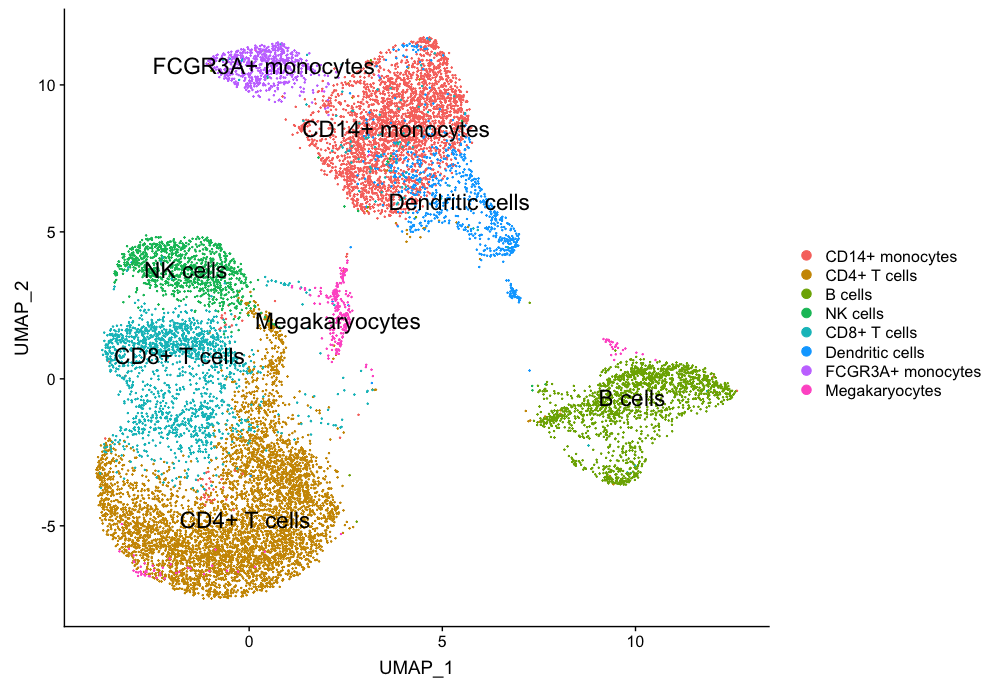 FCGR3A+ monocytes
CD14+ monocytes
Dendritic cells
NK cells
Megakaryocytes
CD8+ T cells
B cells
CD4+ T cells
10
5
0
-5
UMAP_2
0
5
10
UMAP_1
CD14+ monocytes
CD4+ T cells
B cells
NK cells
CD8+ T cells
Dendritic cells
FCGR3A+ monocytes
Megakaryocytes